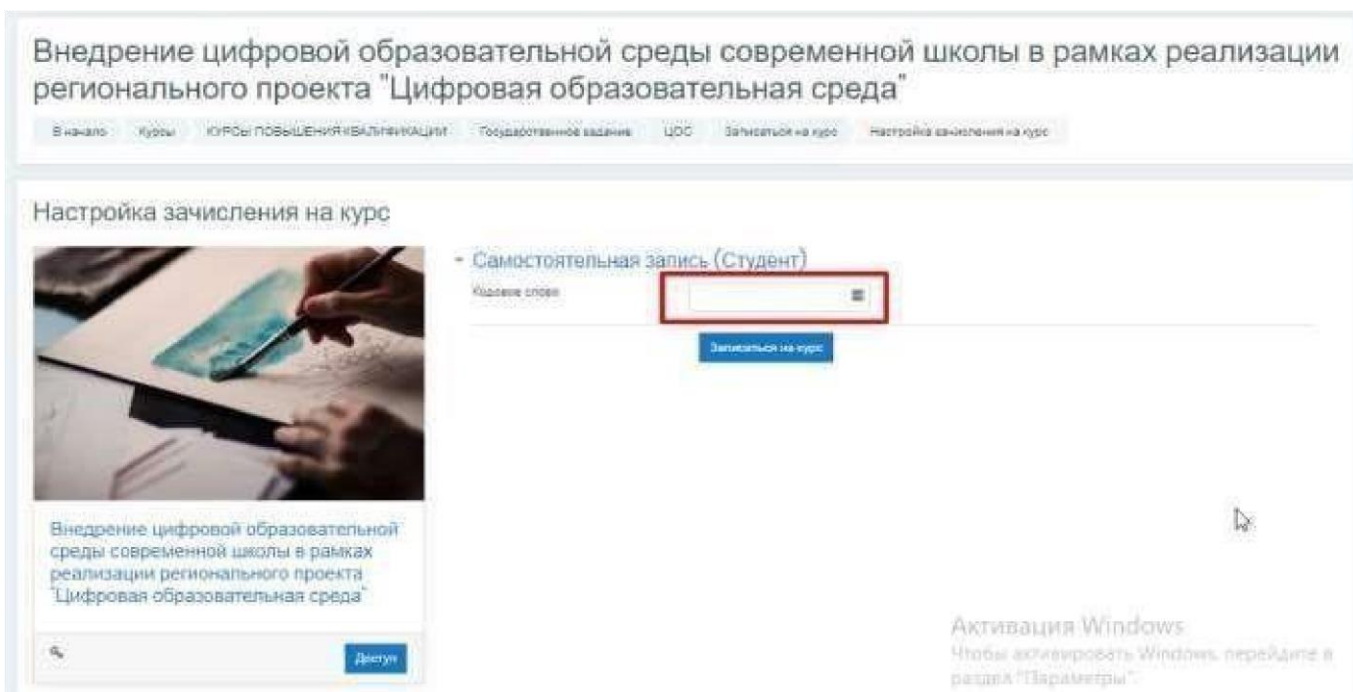 Внедрение цифровой образовательной среды современной школы в рамках реализации
регионального проекта "Цифровая образовательная среда"
В начало Курсы КУРСЫ ПОВЫШЕНИЯ КВАЛИФИКАЦИИ Государственное задание ЦОС Записаться на курс Настройка зачисления на курс
Настройка зачисления на курс
Самостоятельная запись (Студент)
Кодовое слово
Записаться на курс
Внедрение цифровой образовательной
среды современной школы в рамках
реализации регионального проекта
"Цифровая образовательная среда"
Доступ
Активация Windows
Чтобы активировать Windows, перейдите в
раздел "Параметры".